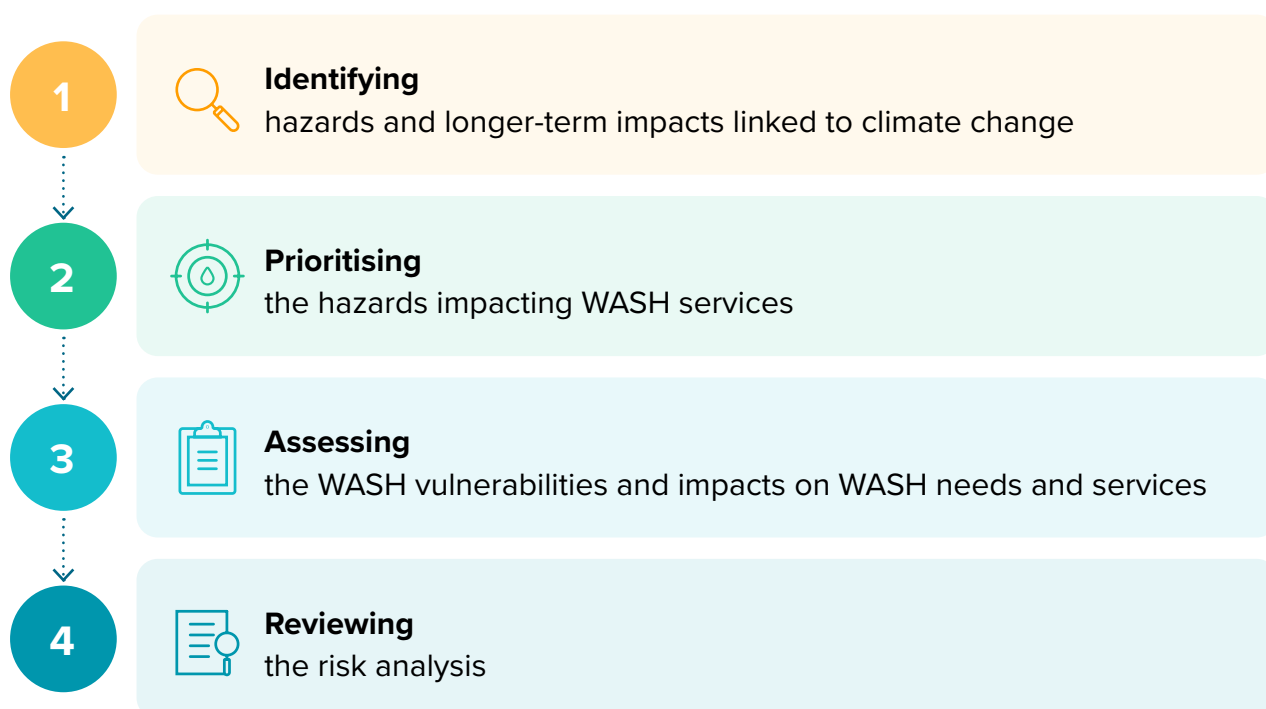 1
Identifying
hazards and longer-term impacts linked to climate change
2
Prioritising
the hazards impacting WASH services
3
Assessing
the WASH vulnerabilities and impacts on WASH needs and services
4
Reviewing
the risk analysis